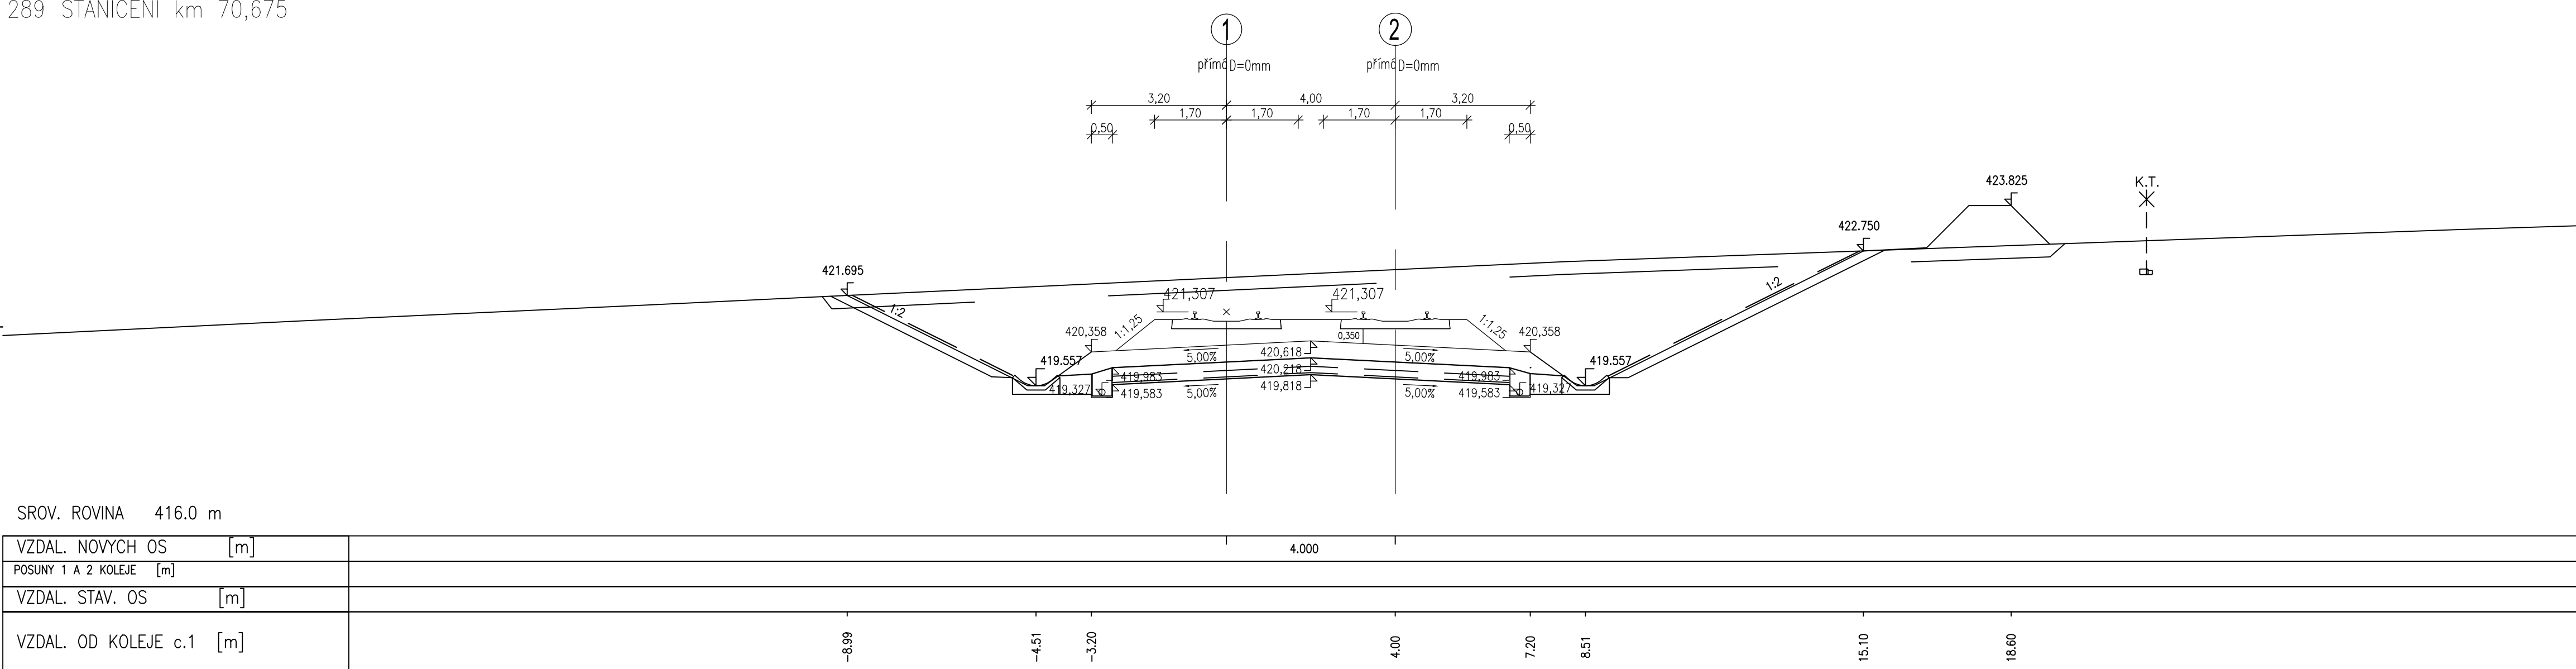 289 STANICENI km 70,675
1 2
přímá D=0mm přímá D=0mm
3,20 4,00 3,20
1,70 1,70 1,70 1,70
0,50 0,50
423.825 K.T.
422.750
421.695
421,307 421,307
1:2 1:1,25 1:1,25 1:2
420,358 0,350 420,358
419.557 5,00% 420,618 5,00% 419.557
419,983 420,218 419,983
419,327 419,583 5,00% 419,818 5,00% 419,583 419,327
SROV. ROVINA 416.0 m
VZDAL. NOVYCH OS [m] 4.000
POSUNY 1 A 2 KOLEJE [m]
VZDAL. STAV. OS [m]
VZDAL. OD KOLEJE c.1 [m] -8.99 -4.51 -3.20 4.00 7.20 8.51 15.10 18.60